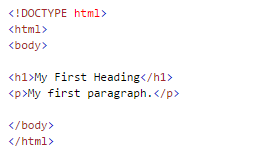 <!DOCTYPE html>
<html>
<body>
<h1>My First Heading</h1>
<p>My first paragraph.</p>
</body>
</html>